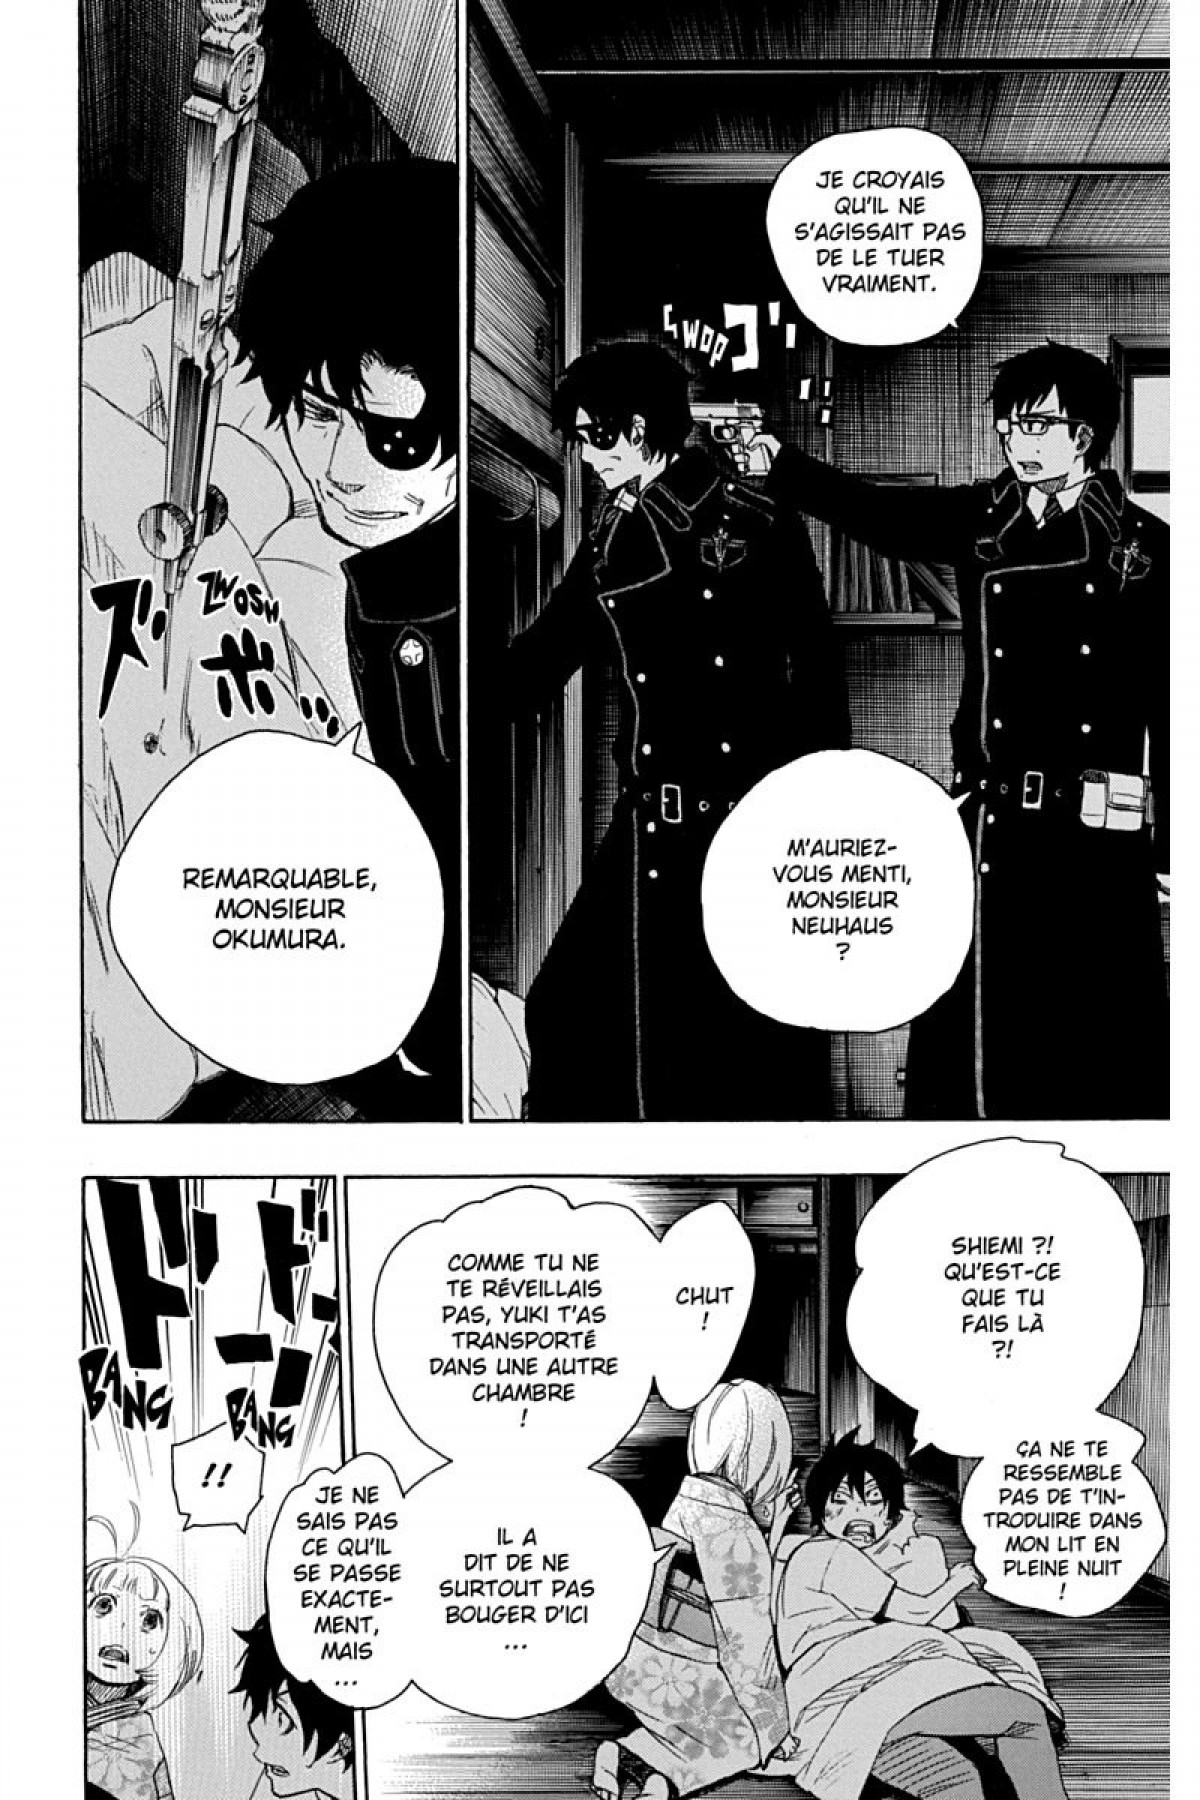 JE CROYAIS
QU'IL NE
S'AGISSAIT PAS
DE LE TUER
VRAIMENT.
SWOP
コ゛!
M'AURIEZ-
VOUS MENTI,
MONSIEUR
NEUHAUS
?
ZWOSH
ズボ
REMARQUABLE,
MONSIEUR
OKUMURA.
SHIEMI ?!
QU'EST-CE
QUE TU
FAIS LÀ
?!
ÇA NE TE
RESSEMBLE
PAS DE T'IN-
TRODUIRE DANS
MON LIT EN
PLEINE NUIT
!
CHUT
!
COMME TU NE
TE RÉVEILLAIS
PAS, YUKI T'AS
TRANSPORTÉ
DANS UNE AUTRE
CHAMBRE
!
IL A
DIT DE NE
SURTOUT PAS
BOUGER D'ICI
...
JE NE
SAIS PAS
CE QU'IL
SE PASSE
EXACTE-
MENT,
MAIS
...
BANG
BANG
!!